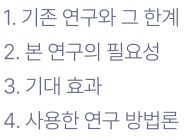 1. 기존 연구와 그 한계
2. 본 연구의 필요성
3. 기대 효과
4. 사용한 연구 방법론